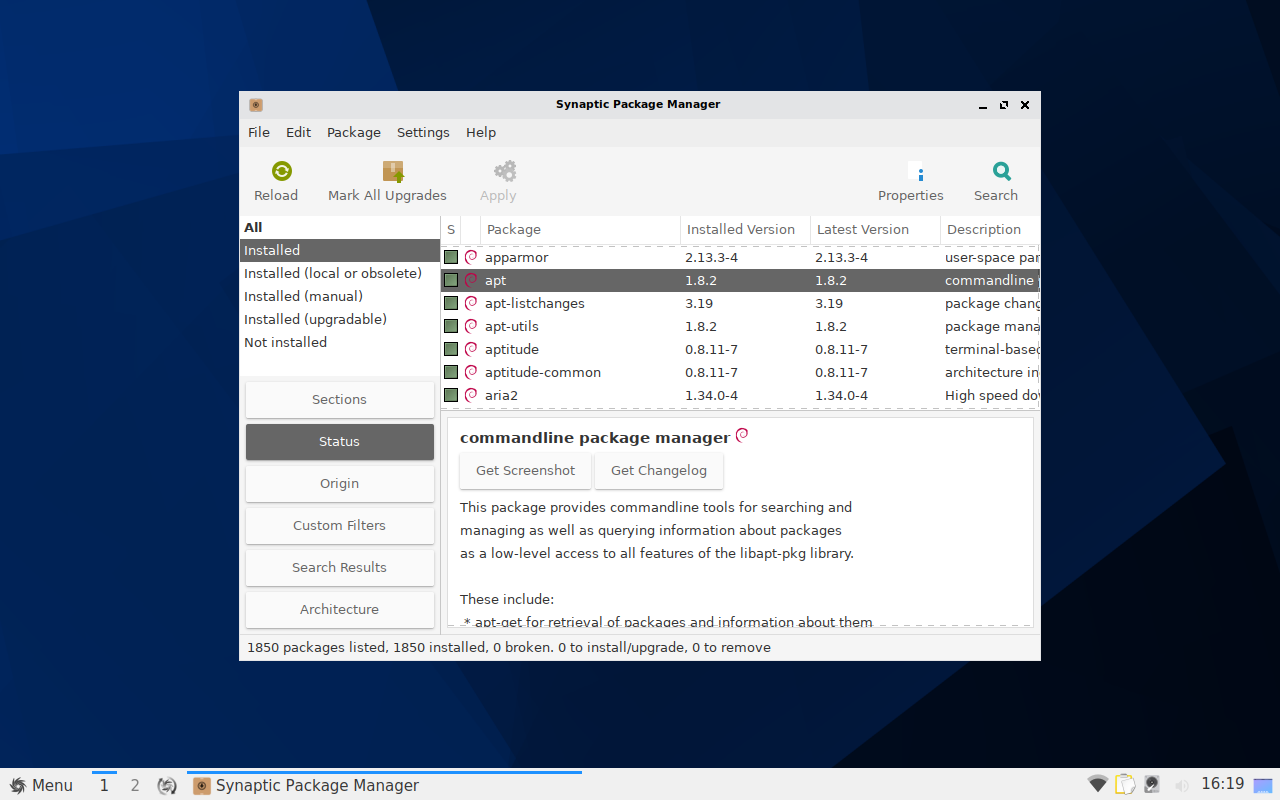 Synaptic Package Manager
File Edit Package Settings Help
Reload Mark All Upgrades Apply Properties Search
All
Installed
Installed (local or obsolete)
Installed (manual)
Installed (upgradable)
Not installed
Sections
Status
Origin
Custom Filters
Search Results
Architecture
S Package Installed Version Latest Version Description
apparmor 2.13.3-4 2.13.3-4 user-space par
apt 1.8.2 1.8.2 commandline
apt-listchanges 3.19 3.19 package chang
apt-utils 1.8.2 1.8.2 package mana
aptitude 0.8.11-7 0.8.11-7 terminal-based
aptitude-common 0.8.11-7 0.8.11-7 architecture in
aria2 1.34.0-4 1.34.0-4 High speed do
commandline package manager
Get Screenshot Get Changelog
This package provides commandline tools for searching and
managing as well as querying information about packages
as a low-level access to all features of the libapt-pkg library.
These include:
* apt-get for retrieval of packages and information about them
1850 packages listed, 1850 installed, 0 broken. 0 to install/upgrade, 0 to remove
Menu 1 2 Synaptic Package Manager 16:19